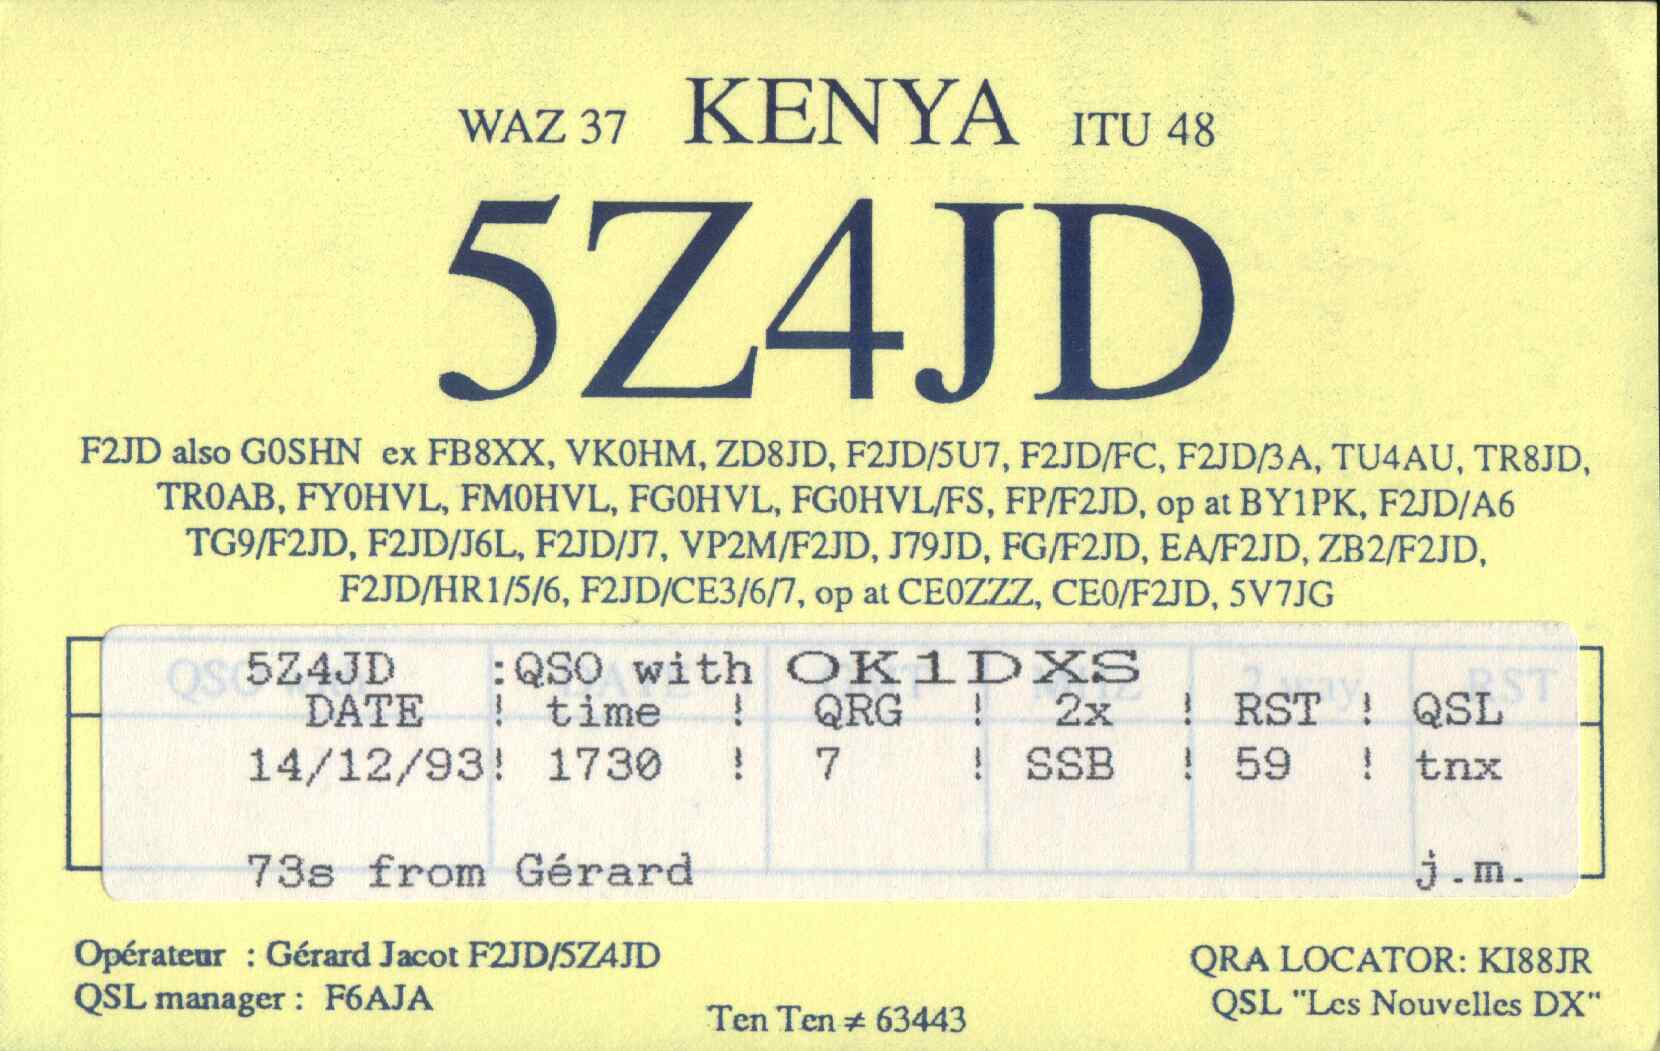 WAZ 37 KENYA ITU 48
5Z4JD
F2JD also G0SHN ex FB8XX, VK0HM, ZD8JD, F2JD/5U7, F2JD/FC, F2JD/3A, TU4AU, TR8JD,
TR0AB, FY0HVL, FM0HVL, FG0HVL, FG0HVL/FS, FP/F2JD, op at BY1PK, F2JD/A6
TG9/F2JD, F2JD/J6L, F2JD/J7, VP2M/F2JD, J79JD, FG/F2JD, EA/F2JD, ZB2/F2JD,
F2JD/HR1/5/6, F2JD/CE3/6/7, op at CE0ZZZ, CE0/F2JD, 5V7JG
5Z4JD :QSO with OK1DXS
DATE ! time ! QRG ! 2x ! RST ! QSL
14/12/93! 1730 ! 7 ! SSB ! 59 ! tnx
73s from Gérard j.m.
Opérateur : Gérard Jacot F2JD/5Z4JD
QRA LOCATOR: KI88JR
QSL manager : F6AJA
QSL "Les Nouvelles DX"
Ten Ten ≠ 63443